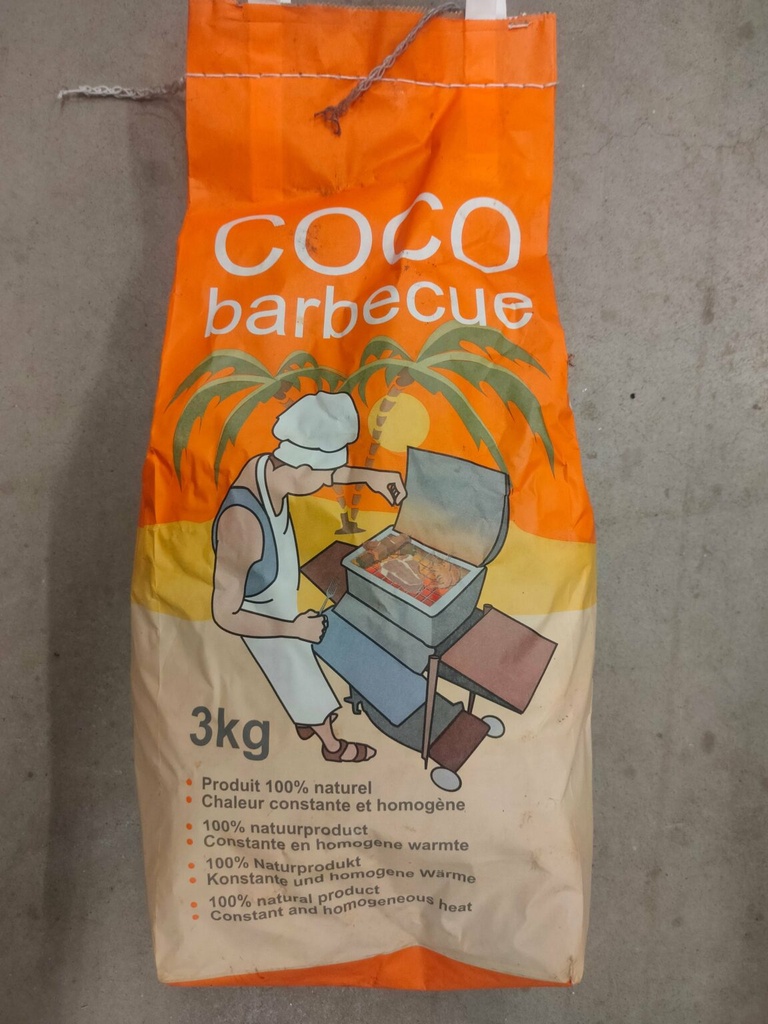 COCO
barbecue
3kg
• Produit 100% naturel
• Chaleur constante et homogène
• 100% natuurproduct
• Constante en homogene warmte
• 100% Naturprodukt
• Konstante und homogene Wärme
• 100% natural product
• Constant and homogeneous heat